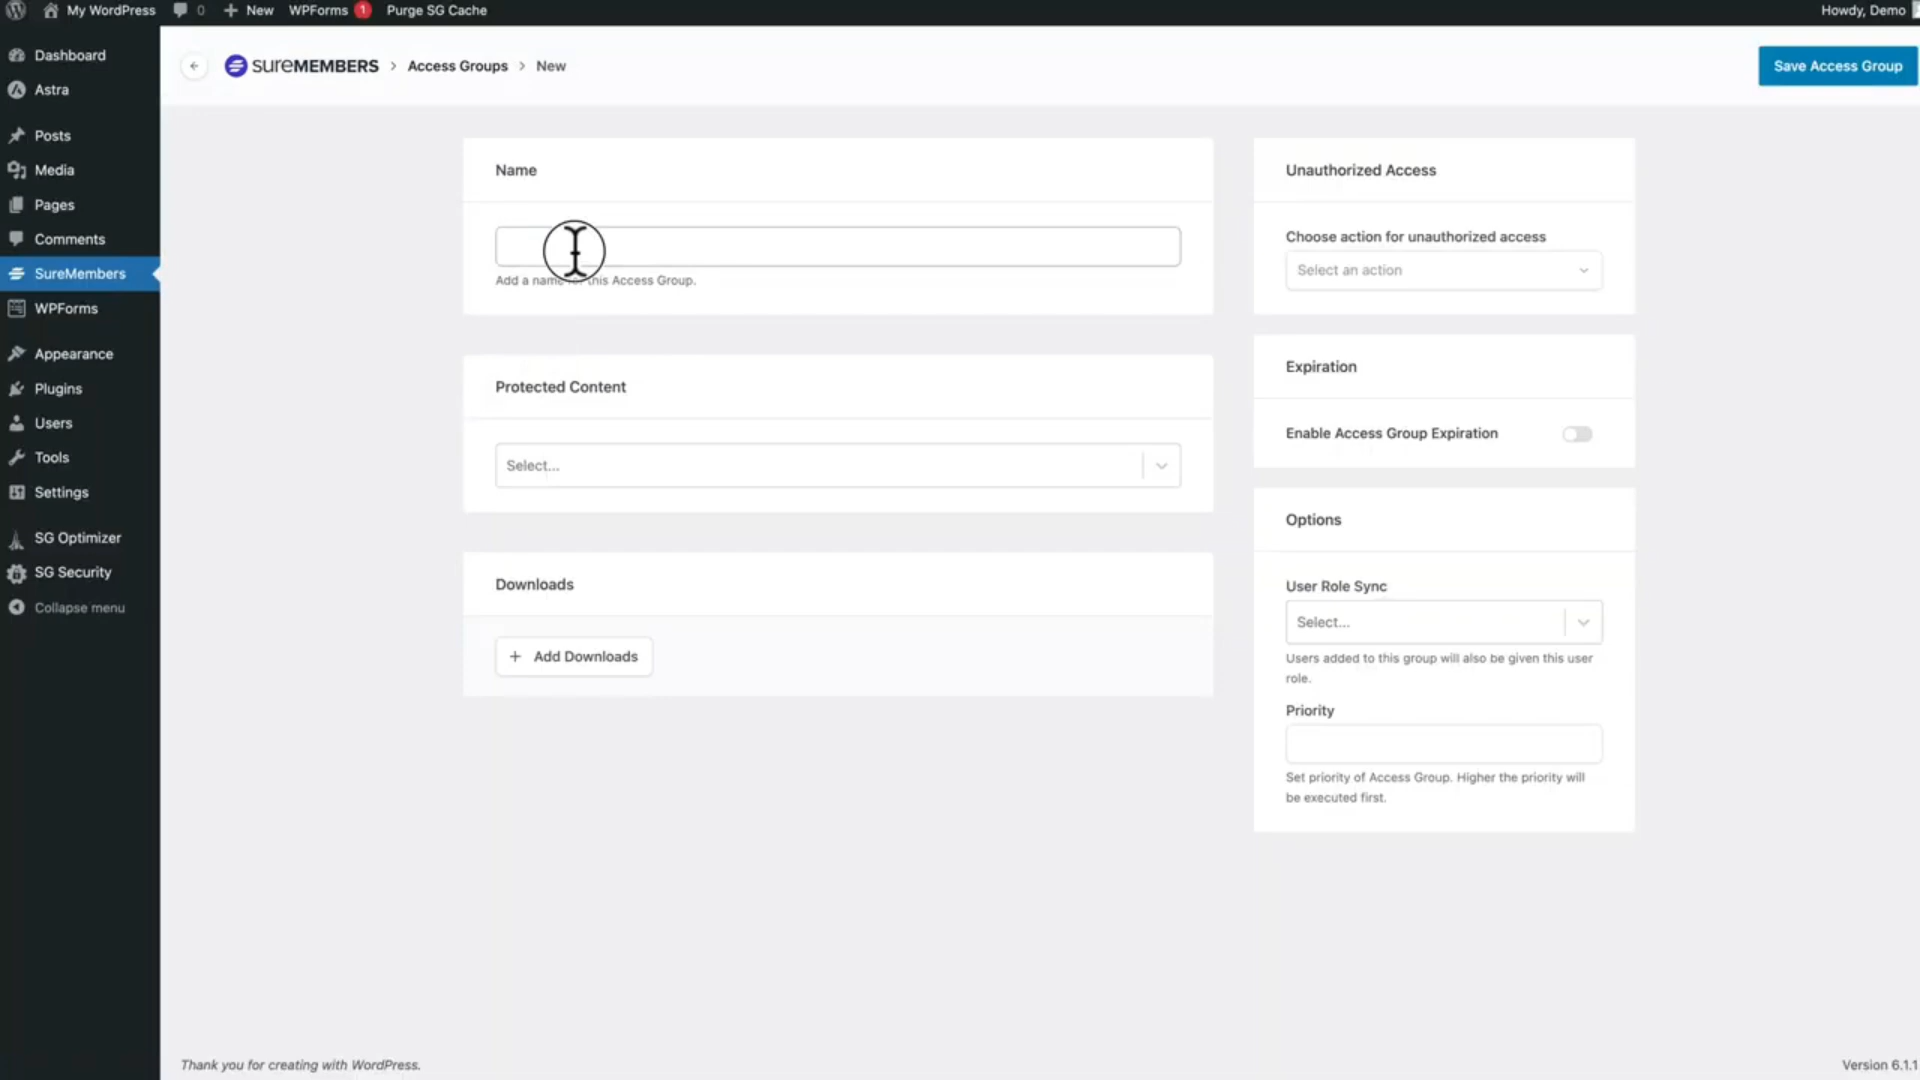 My WordPress 0 New WPForms 1 Purge SG Cache Howdy, Demo
Dashboard
Astra
Posts
Media
Pages
Comments
SureMembers
WPForms
Appearance
Plugins
Users
Tools
Settings
SG Optimizer
SG Security
Collapse menu
SureMEMBERS > Access Groups > New
Save Access Group
Name
Add a name for this Access Group.
Protected Content
Select...
Downloads
+ Add Downloads
Unauthorized Access
Choose action for unauthorized access
Select an action
Expiration
Enable Access Group Expiration
Options
User Role Sync
Select...
Users added to this group will also be given this user
role.
Priority
Set priority of Access Group. Higher the priority will
be executed first.
Thank you for creating with WordPress.
Version 6.1.1